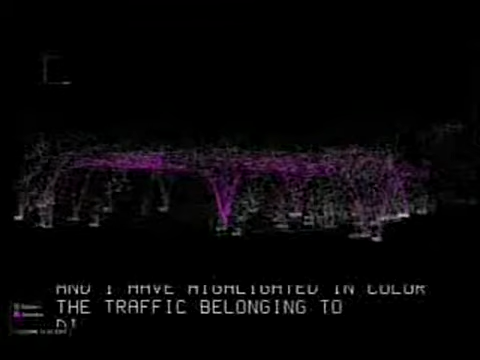 AND I HAVE HIGHLIGHTED IN COLOR
THE TRAFFIC BELONGING TO